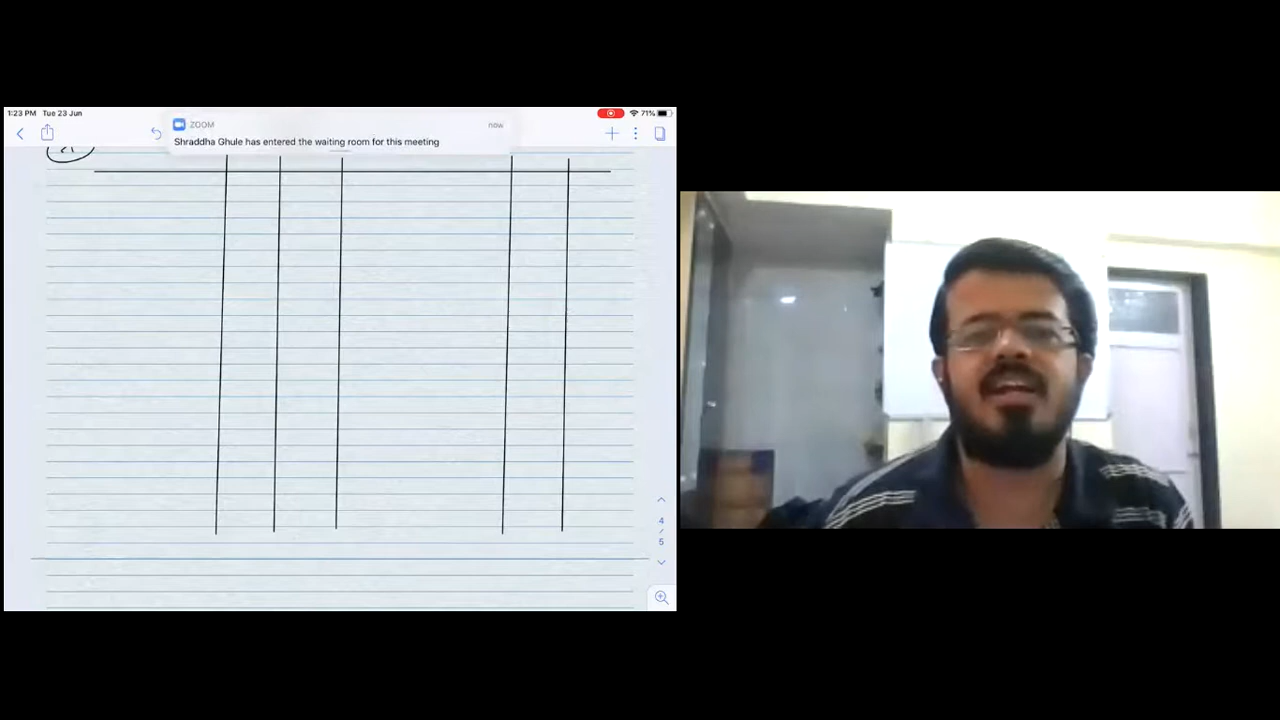 1:23 PM Tue 23 Jun
71%
ZOOM
now
Shraddha Ghule has entered the waiting room for this meeting
4
5